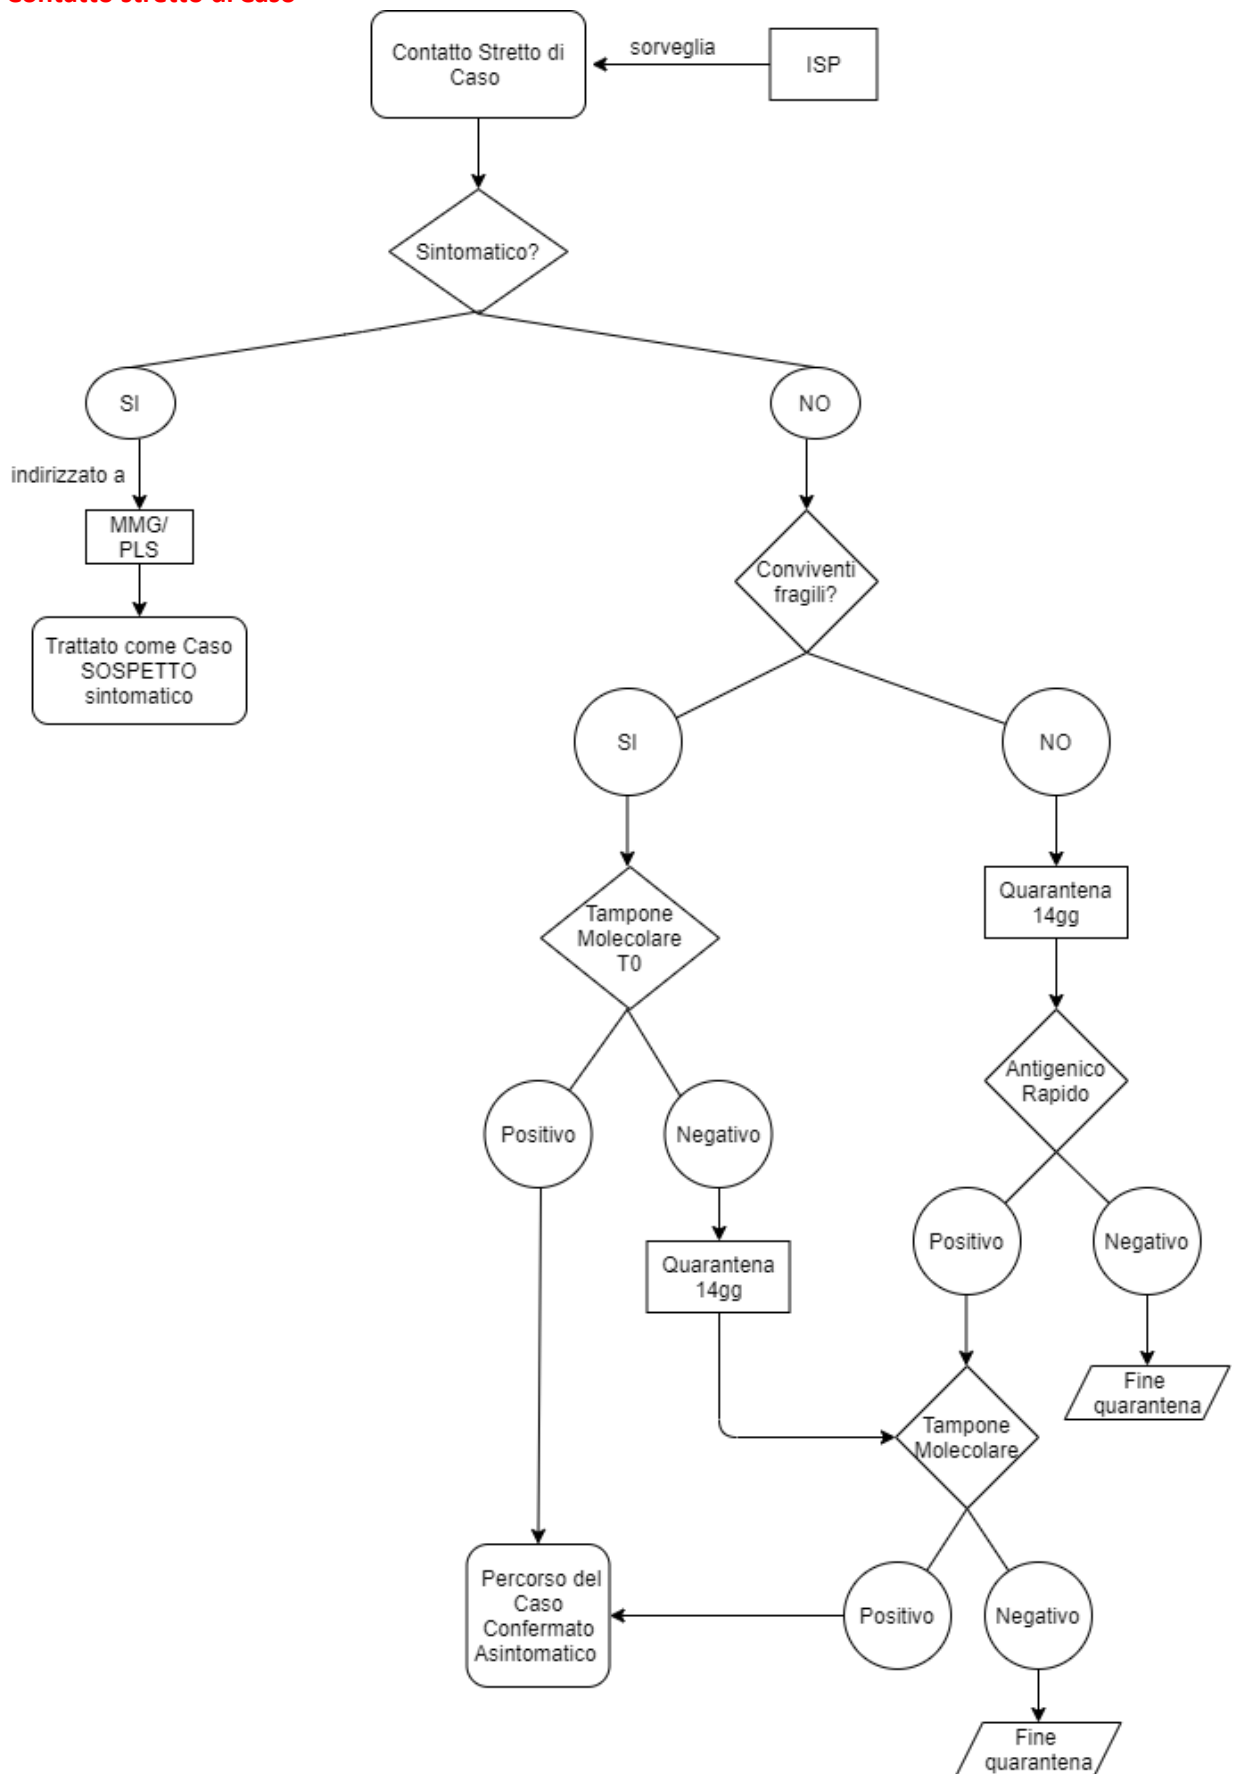 Contatto stretto di Caso
Contatto Stretto di
Caso
sorveglia
ISP
Sintomatico?
SI
NO
indirizzato a
MMG/
PLS
Conviventi
fragili?
Trattato come Caso
SOSPETTO
sintomatico
SI
NO
Quarantena
14gg
Tampone
Molecolare
T0
Antigenico
Rapido
Positivo
Negativo
Positivo
Negativo
Quarantena
14gg
Fine
quarantena
Tampone
Molecolare
Percorso del
Caso
Confermato
Asintomatico
Positivo
Negativo
Fine
quarantena